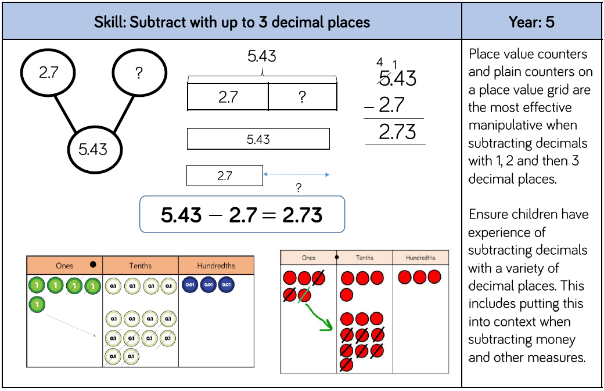 Skill: Subtract with up to 3 decimal places
Year: 5
2.7
?
5.43
5.43
2.7
?
5.43
2.7
?
4 1
5.43
- 2.7
2.73
5.43 − 2.7 = 2.73
Place value counters
and plain counters on
a place value grid are
the most effective
manipulative when
subtracting decimals
with 1, 2 and then 3
decimal places.
Ensure children have
experience of
subtracting decimals
with a variety of
decimal places. This
includes putting this
into context when
subtracting money
and other measures.
Ones Tenths Hundredths
1 1 1 1 0.1 0.1 0.1 0.1 0.01 0.01 0.01
1
0.1 0.1 0.1 0.1
0.1 0.1 0.1 0.1
0.1 0.1
Ones Tenths Hundredths